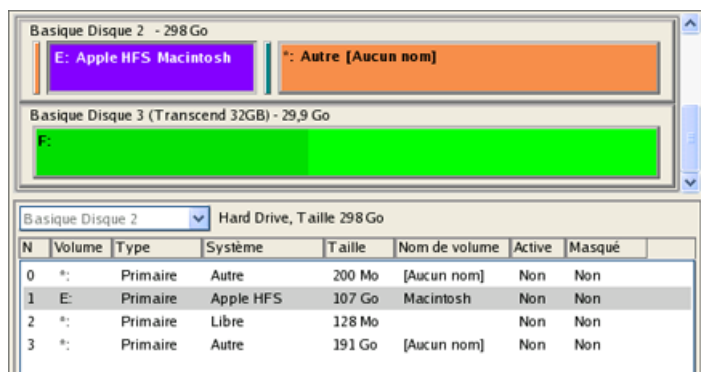 Basique Disque 2 - 298 Go
E: Apple HFS Macintosh
*: Autre [Aucun nom]
Basique Disque 3 (Transcend 32GB) - 29,9 Go
F:
Basique Disque 2 Hard Drive, Taille 298 Go
N Volume Type Système Taille Nom de volume Active Masqué
0 *: Primaire Autre 200 Mo [Aucun nom] Non Non
1 E: Primaire Apple HFS 107 Go Macintosh Non Non
2 *: Primaire Libre 128 Mo Non Non
3 *: Primaire Autre 191 Go [Aucun nom] Non Non